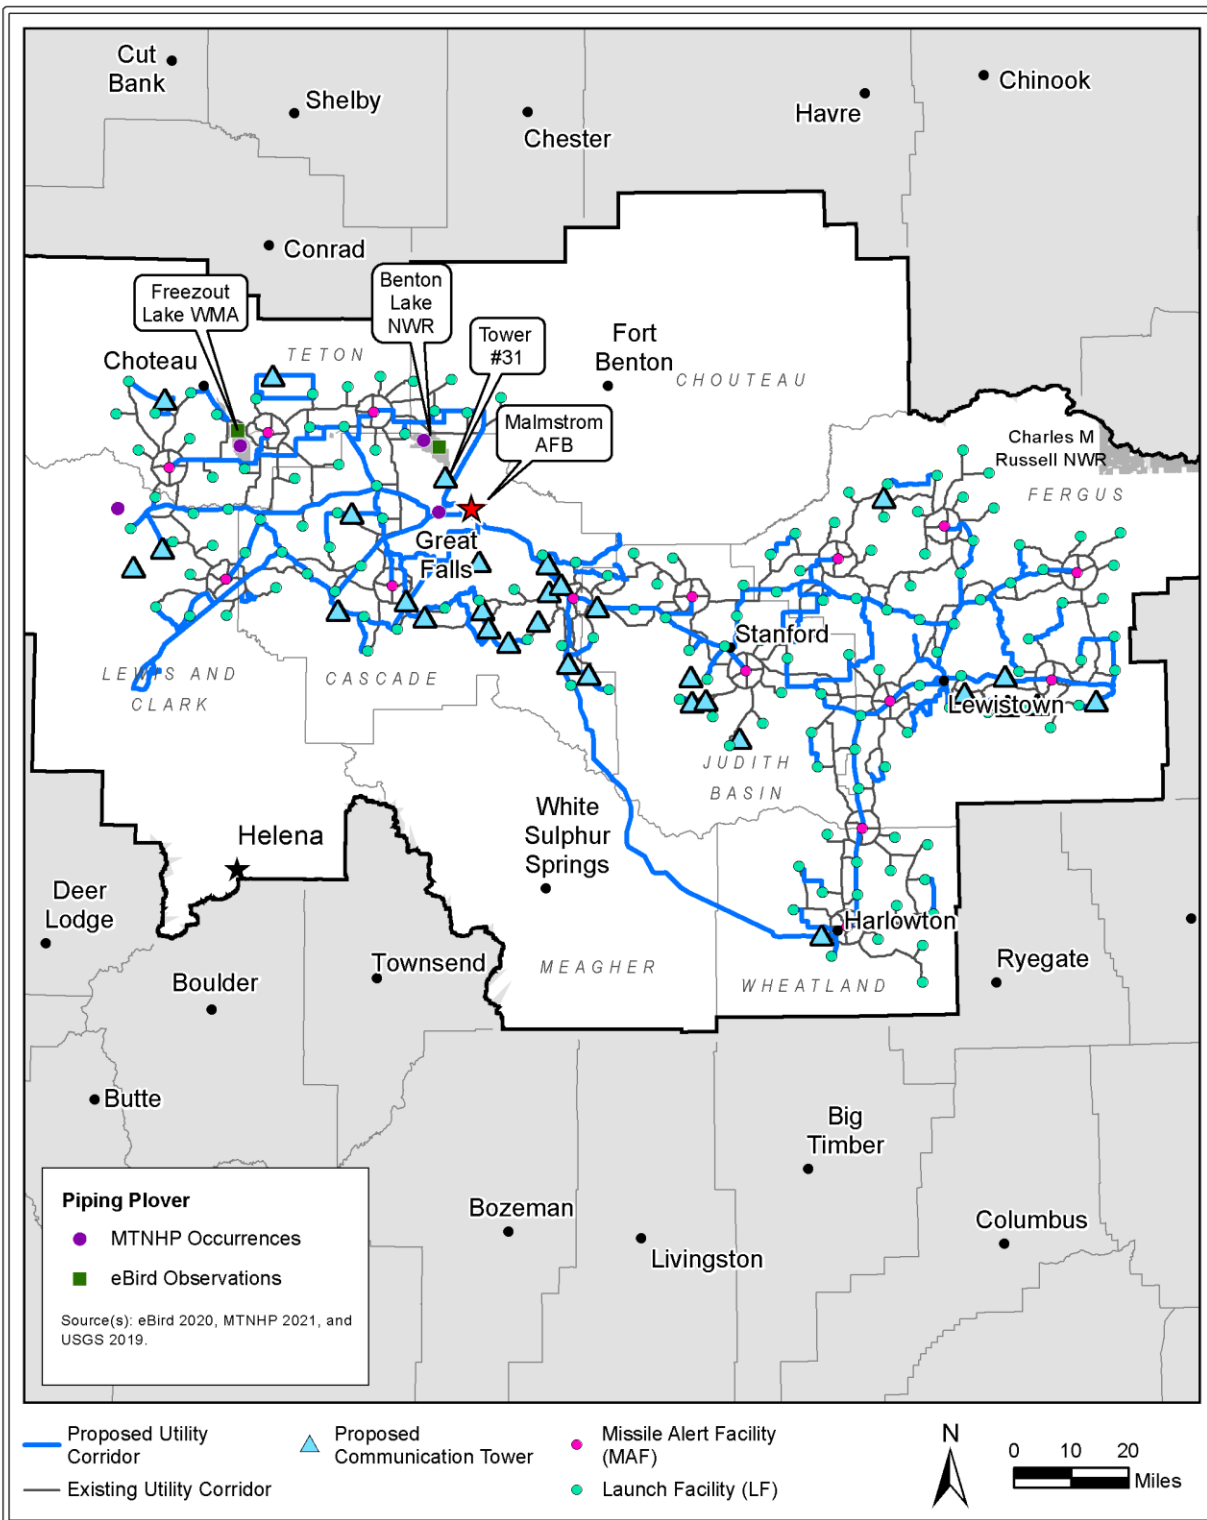 Cut
Bank
Shelby
Chester
Havre
Chinook
Conrad
Freezout
Lake WMA
Benton
Lake
NWR
Tower
#31
Fort
Benton
Choteau
TETON
CHOUTEAU
Malmstrom
AFB
Charles M
Russell NWR
FERGUS
Great
Falls
Stanford
LEWIS AND
CLARK
CASCADE
Lewistown
JUDITH
BASIN
White
Sulphur
Springs
Helena
Deer
Lodge
Harlowton
Townsend
MEAGHER
Ryegate
Boulder
WHEATLAND
Butte
Big
Timber
Bozeman
Livingston
Columbus
Piping Plover
MTNHP Occurrences
eBird Observations
Source(s): eBird 2020, MTNHP 2021, and
USGS 2019.
Proposed Utility
Corridor
Existing Utility Corridor
Proposed
Communication Tower
Missile Alert Facility
(MAF)
Launch Facility (LF)
N
0 10 20
Miles